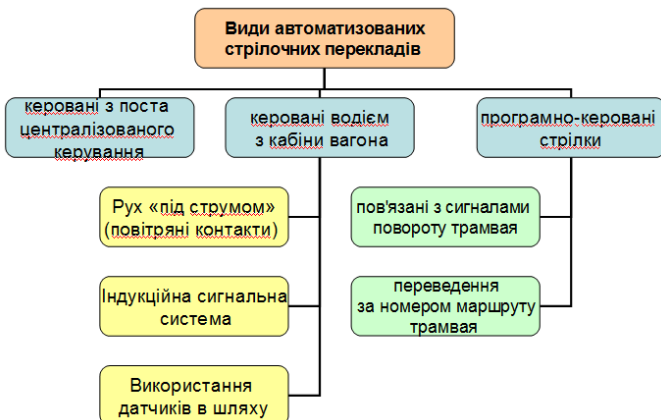 Види автоматизованих
стрілочних перекладів
керовані з поста
централізованого
керування
керовані водієм
з кабіни вагона
програмно-керовані
стрілки
Рух «під струмом»
(повітряні контакти)
Індукційна сигнальна
система
Використання
датчиків в шляху
пов'язані з сигналами
повороту трамвая
переведення
за номером маршруту
трамвая